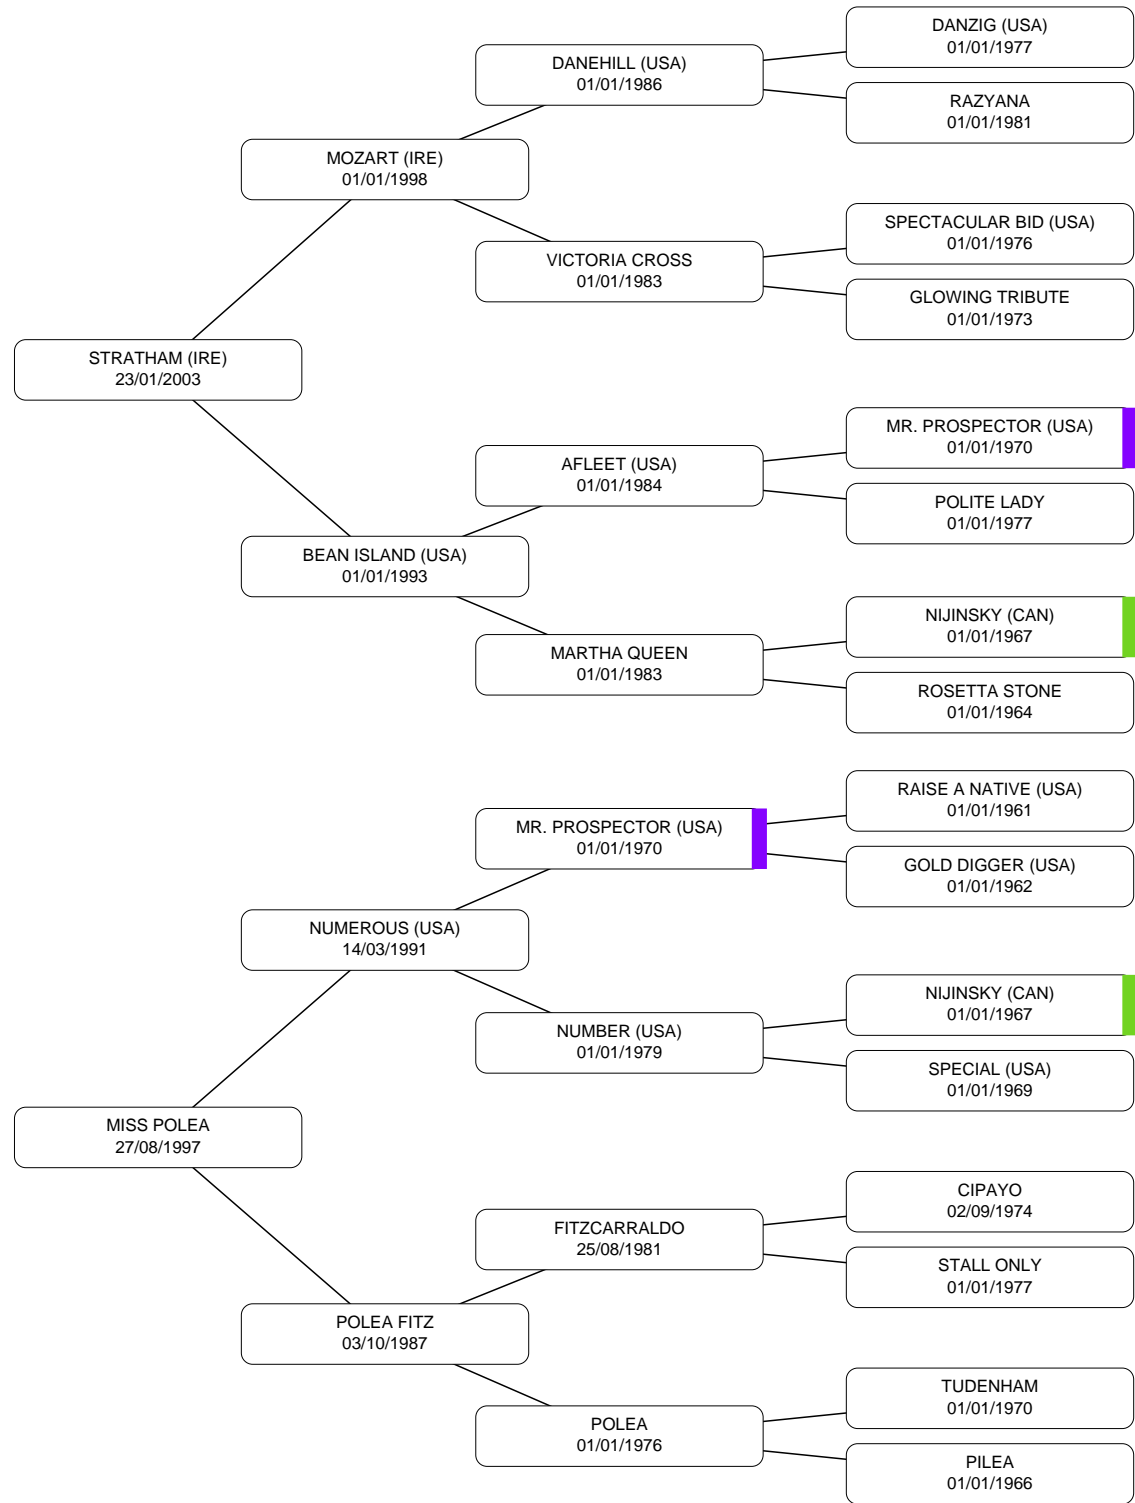 DANZIG (USA)
01/01/1977
DANEHILL (USA)
01/01/1986
RAZYANA
01/01/1981
MOZART (IRE)
01/01/1998
SPECTACULAR BID (USA)
01/01/1976
VICTORIA CROSS
01/01/1983
GLOWING TRIBUTE
01/01/1973
STRATHAM (IRE)
23/01/2003
MR. PROSPECTOR (USA)
01/01/1970
AFLEET (USA)
01/01/1984
POLITE LADY
01/01/1977
BEAN ISLAND (USA)
01/01/1993
NIJINSKY (CAN)
01/01/1967
MARTHA QUEEN
01/01/1983
ROSETTA STONE
01/01/1964
RAISE A NATIVE (USA)
01/01/1961
MR. PROSPECTOR (USA)
01/01/1970
GOLD DIGGER (USA)
01/01/1962
NUMEROUS (USA)
14/03/1991
NIJINSKY (CAN)
01/01/1967
NUMBER (USA)
01/01/1979
SPECIAL (USA)
01/01/1969
MISS POLEA
27/08/1997
CIPAYO
02/09/1974
FITZCARRALDO
25/08/1981
STALL ONLY
01/01/1977
POLEA FITZ
03/10/1987
TUDENHAM
01/01/1970
POLEA
01/01/1976
PILEA
01/01/1966